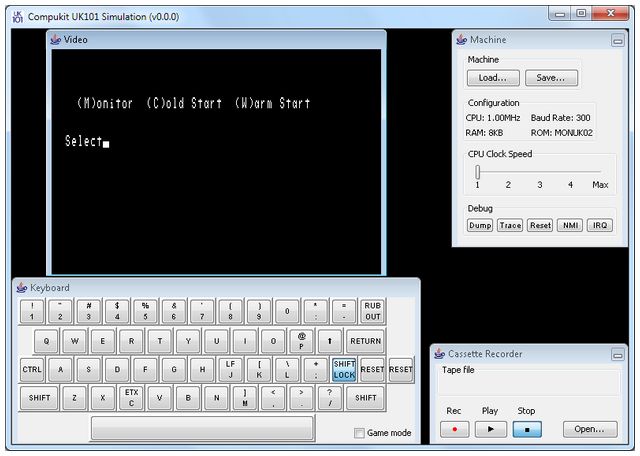 UK101 Compukit UK101 Simulation (v0.0.0)
Video
(M)onitor (C)old Start (W)arm Start
Select
Machine
Machine
Load... Save...
Configuration
CPU: 1.00MHz Baud Rate: 300
RAM: 8KB ROM: MONUK02
CPU Clock Speed
1 2 3 4 Max
Debug
Dump Trace Reset NMI IRQ
Keyboard
! " # $ % & ' ( ) 0 * = RUB
1 2 3 4 5 6 7 8 9 : - OUT
Q W E R T Y U I O @ ⬆ RETURN
P
CTRL A S D F G H LF [ \ + SHIFT RESET RESET
J K L ; LOCK
SHIFT Z X ETX V B N ] < > ? SHIFT
C M , . /
Game mode
Cassette Recorder
Tape file
Rec Play Stop
Open...